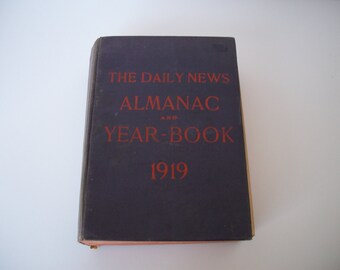 THE DAILY NEWS
ALMANAC
AND
YEAR-BOOK
1919